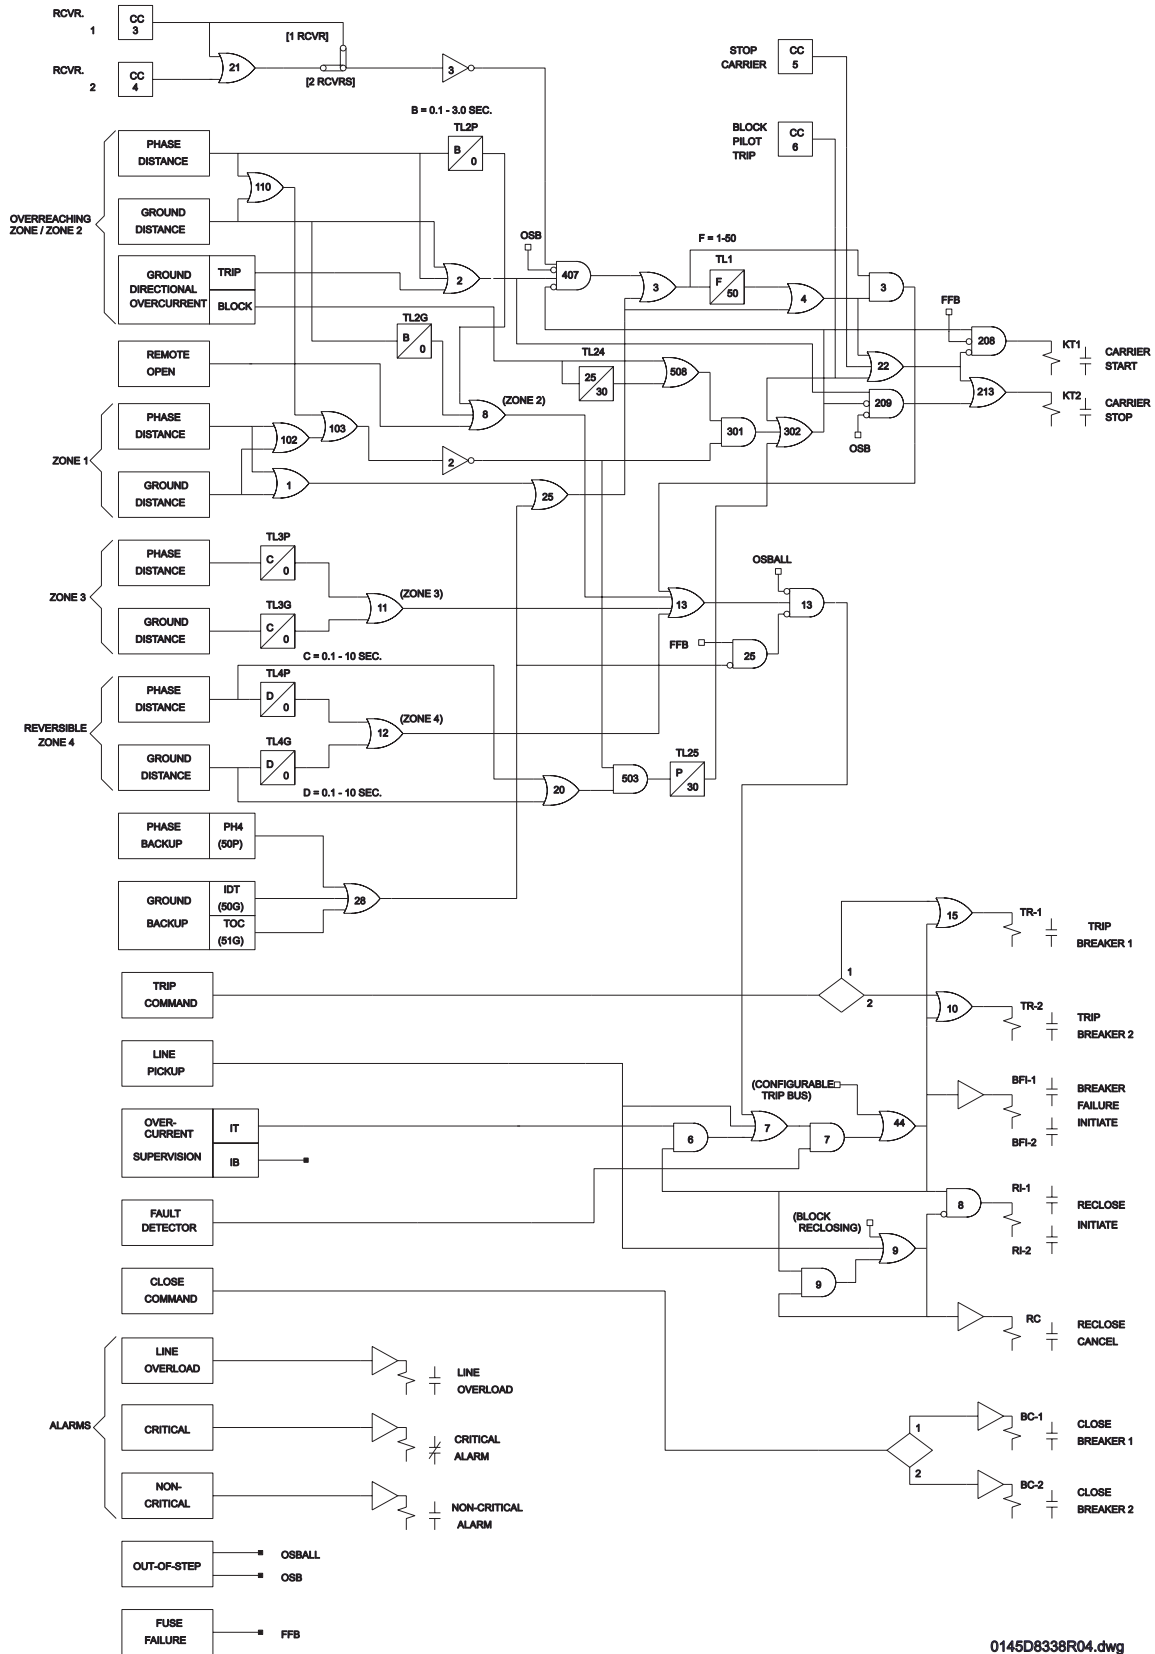 RCVR.
1
CC
3
[1 RCVR]
21
RCVR.
2
CC
4
[2 RCVRS]
3
STOP
CARRIER
CC
5
B = 0.1 - 3.0 SEC.
TL2P
B
0
BLOCK
PILOT
TRIP
CC
6
OVERREACHING
ZONE / ZONE 2
PHASE
DISTANCE
110
GROUND
DISTANCE
GROUND
DIRECTIONAL
OVERCURRENT
TRIP
BLOCK
2
OSB
407
3
F = 1-50
TL1
F
50
4
3
FFB
208
KT1
CARRIER
START
TL2G
B
0
TL24
25
30
508
22
213
KT2
CARRIER
STOP
209
OSB
REMOTE
OPEN
8
(ZONE 2)
301
302
ZONE 1
PHASE
DISTANCE
102
103
2
GROUND
DISTANCE
1
25
ZONE 3
PHASE
DISTANCE
TL3P
C
0
11
(ZONE 3)
GROUND
DISTANCE
TL3G
C
0
C = 0.1 - 10 SEC.
OSBALL
13
13
FFB
25
REVERSIBLE
ZONE 4
PHASE
DISTANCE
TL4P
D
0
12
(ZONE 4)
GROUND
DISTANCE
TL4G
D
0
D = 0.1 - 10 SEC.
20
503
TL25
P
30
PHASE
BACKUP
PH4
(50P)
GROUND
BACKUP
IDT
(50G)
TOC
(51G)
28
15
TR-1
TRIP
BREAKER 1
TRIP
COMMAND
1
2
10
TR-2
TRIP
BREAKER 2
LINE
PICKUP
(CONFIGURABLE
TRIP BUS)
BFI-1
BFI-2
BREAKER
FAILURE
INITIATE
OVER-
CURRENT
SUPERVISION
IT
IB
6
7
7
44
FAULT
DETECTOR
(BLOCK
RECLOSING)
9
9
8
RI-1
RI-2
RECLOSE
INITIATE
CLOSE
COMMAND
RC
RECLOSE
CANCEL
ALARMS
LINE
OVERLOAD
LINE
OVERLOAD
CRITICAL
CRITICAL
ALARM
NON-
CRITICAL
NON-CRITICAL
ALARM
1
2
BC-1
CLOSE
BREAKER 1
BC-2
CLOSE
BREAKER 2
OUT-OF-STEP
OSBALL
OSB
FUSE
FAILURE
FFB
0145D8338R04.dwg